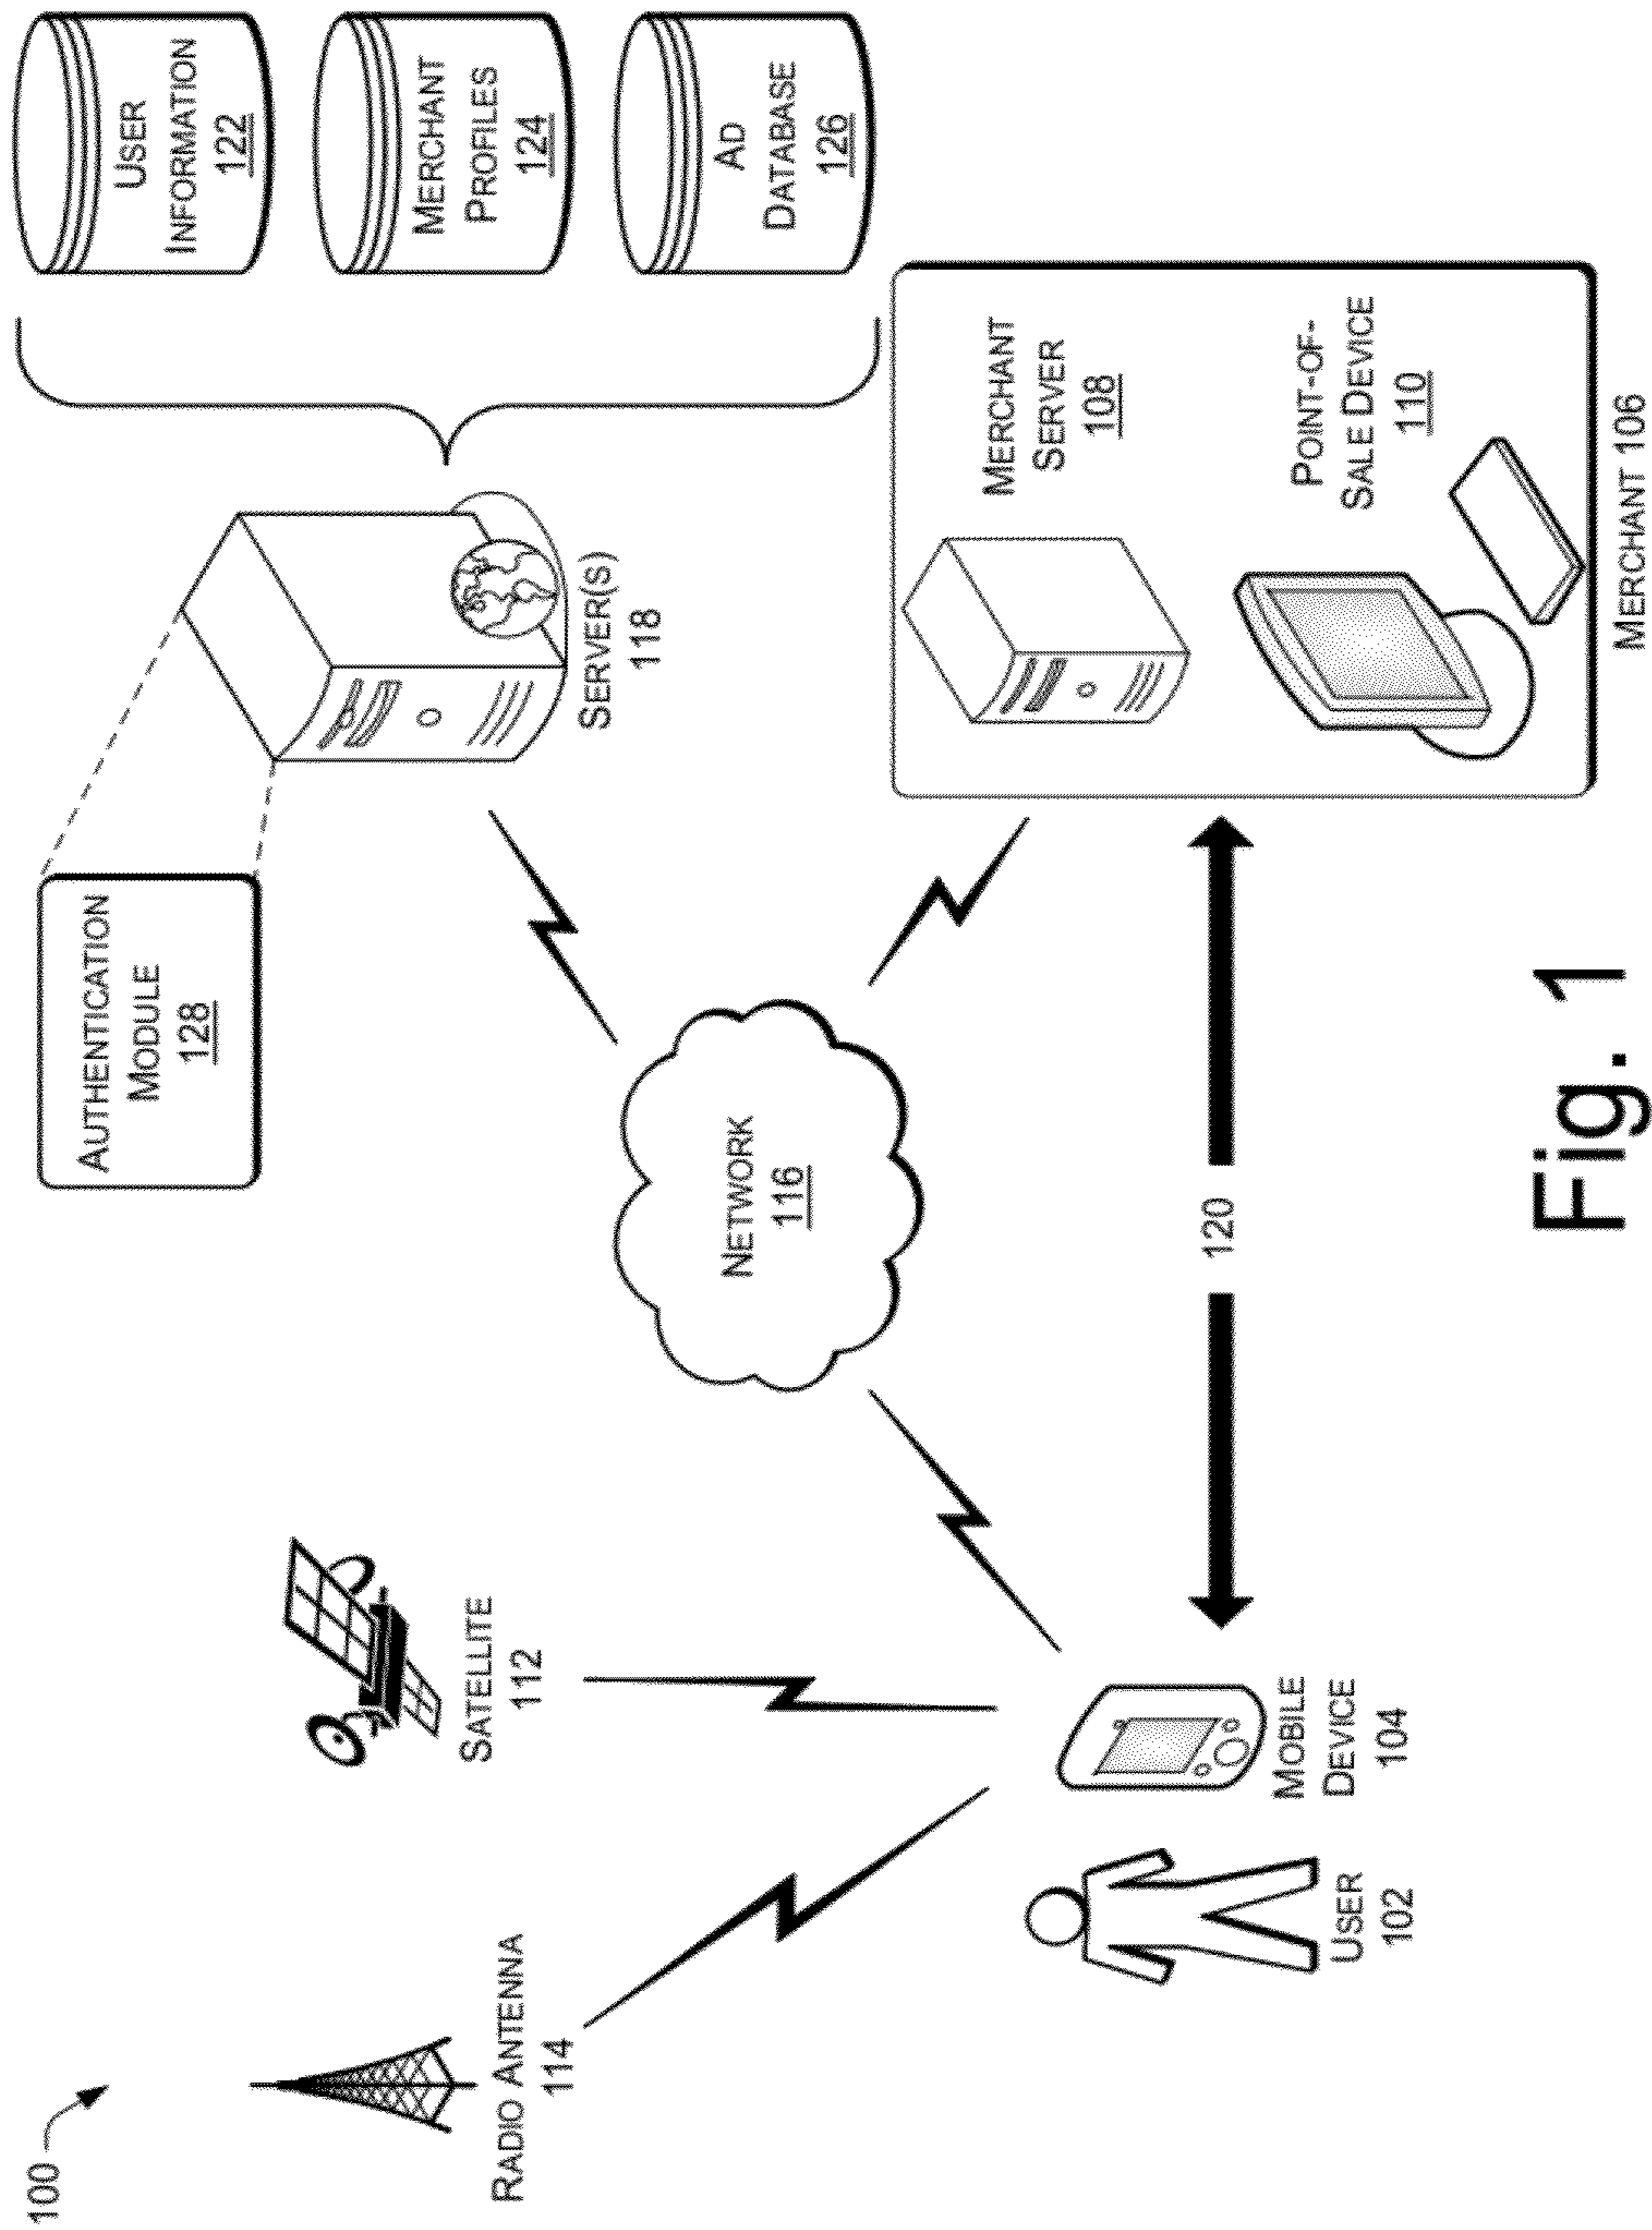 100
RADIO ANTENNA
114
SATELLITE
112
AUTHENTICATION
MODULE
128
SERVER(S)
118
USER
INFORMATION
122
MERCHANT
PROFILES
124
AD
DATABASE
126
NETWORK
116
USER
102
MOBILE
DEVICE
104
120
MERCHANT
SERVER
108
POINT-OF-
SALE DEVICE
110
MERCHANT 106
Fig. 1